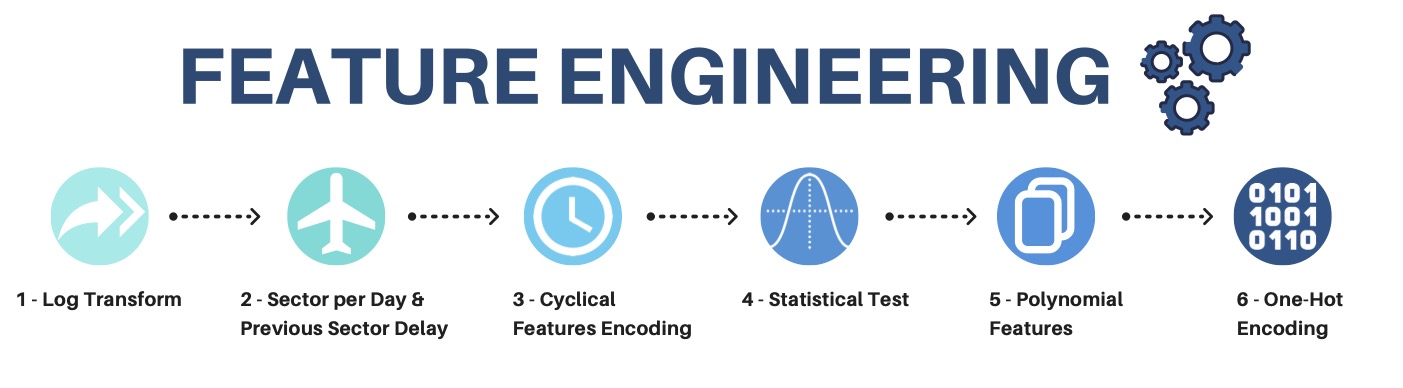 FEATURE ENGINEERING
0101
1001
0110
1 - Log Transform
2 - Sector per Day &
Previous Sector Delay
3 - Cyclical
Features Encoding
4 - Statistical Test
5 - Polynomial
Features
6 - One-Hot
Encoding